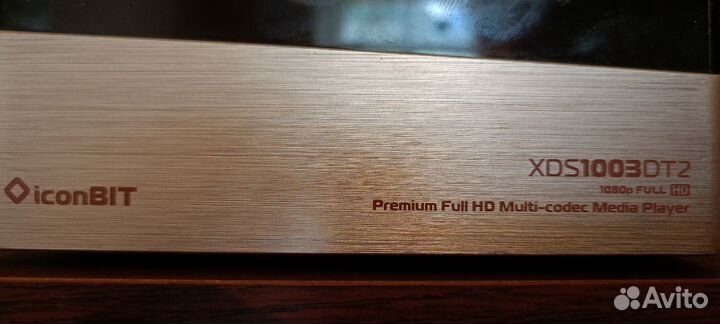 XDS1003DT2
1080p FULL HD
iconBIT
Premium Full HD Multi-codec Media Player
Avito